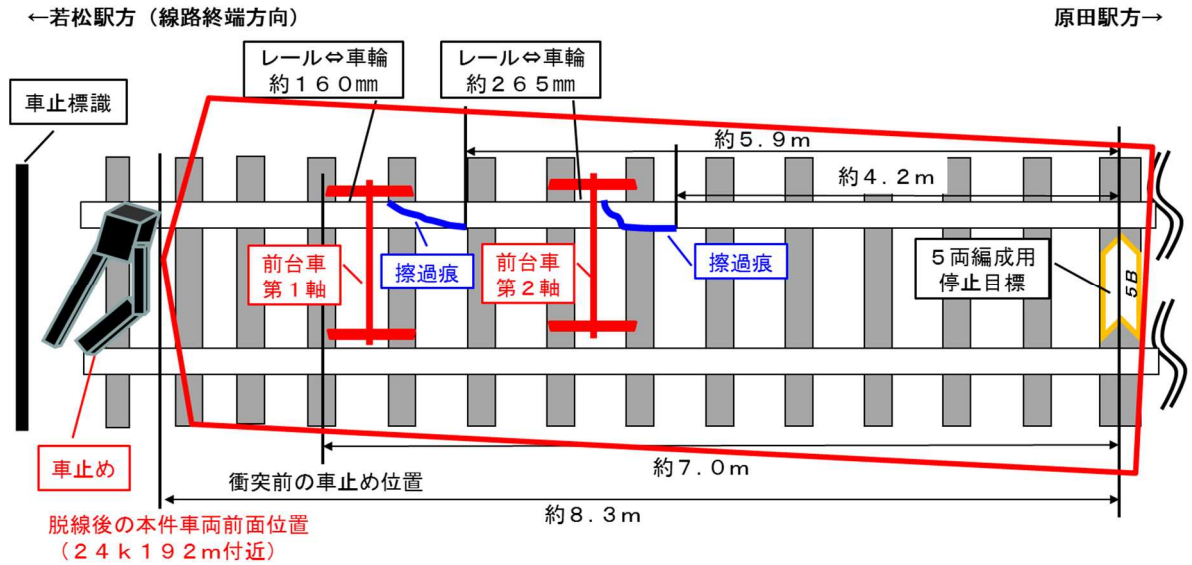 ←若松駅方（線路終端方向）
原田駅方→
レール⇔車輪
約１６０㎜
レール⇔車輪
約２６５㎜
車止標識
約５.９ｍ
約４.２ｍ
前台車
第１軸
擦過痕
前台車
第２軸
擦過痕
５両編成用
停止目標
５Ｂ
車止め
約７.０ｍ
衝突前の車止め位置
約８.３ｍ
脱線後の本件車両前面位置
（２４ｋ１９２ｍ付近）